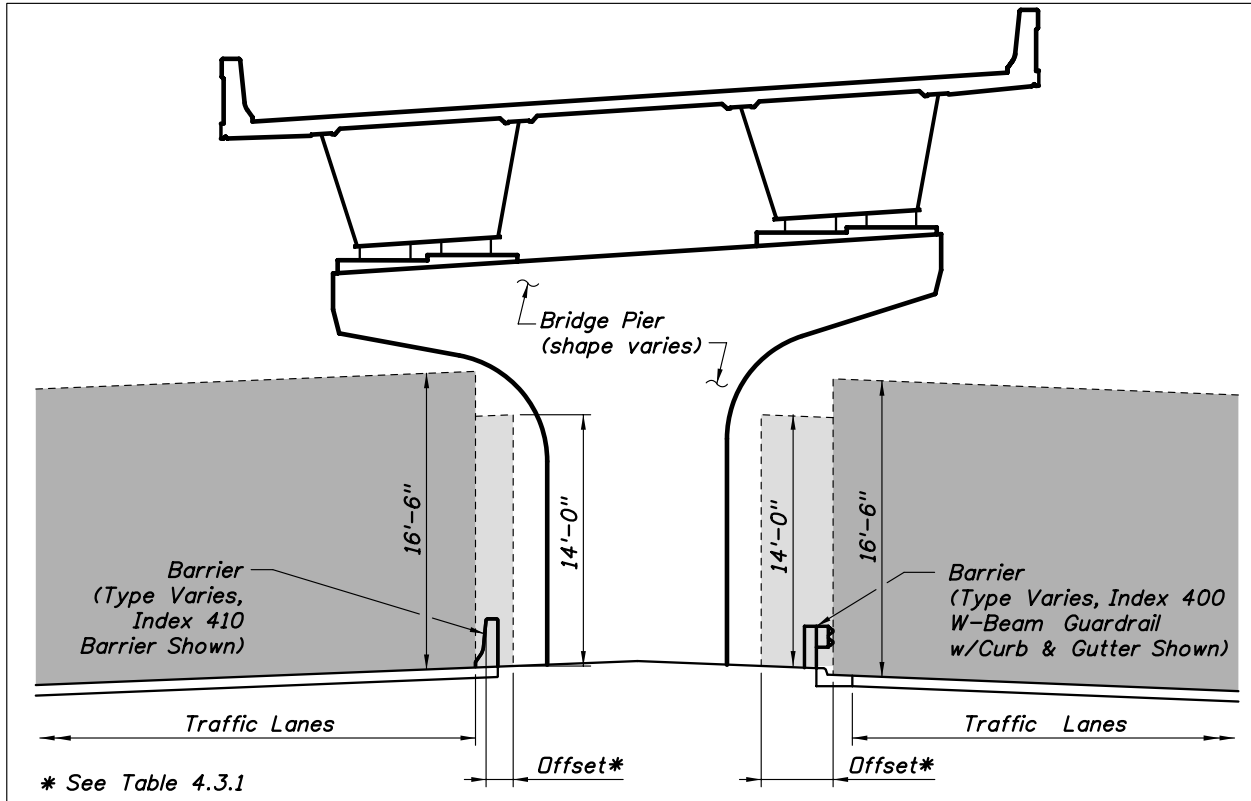 Bridge Pier
(shape varies)
16'-6"
14'-0"
14'-0"
16'-6"
Barrier
(Type Varies,
Index 410
Barrier Shown)
Barrier
(Type Varies, Index 400
W-Beam Guardrail
w/Curb & Gutter Shown)
Traffic Lanes
Traffic Lanes
Offset*
Offset*
* See Table 4.3.1